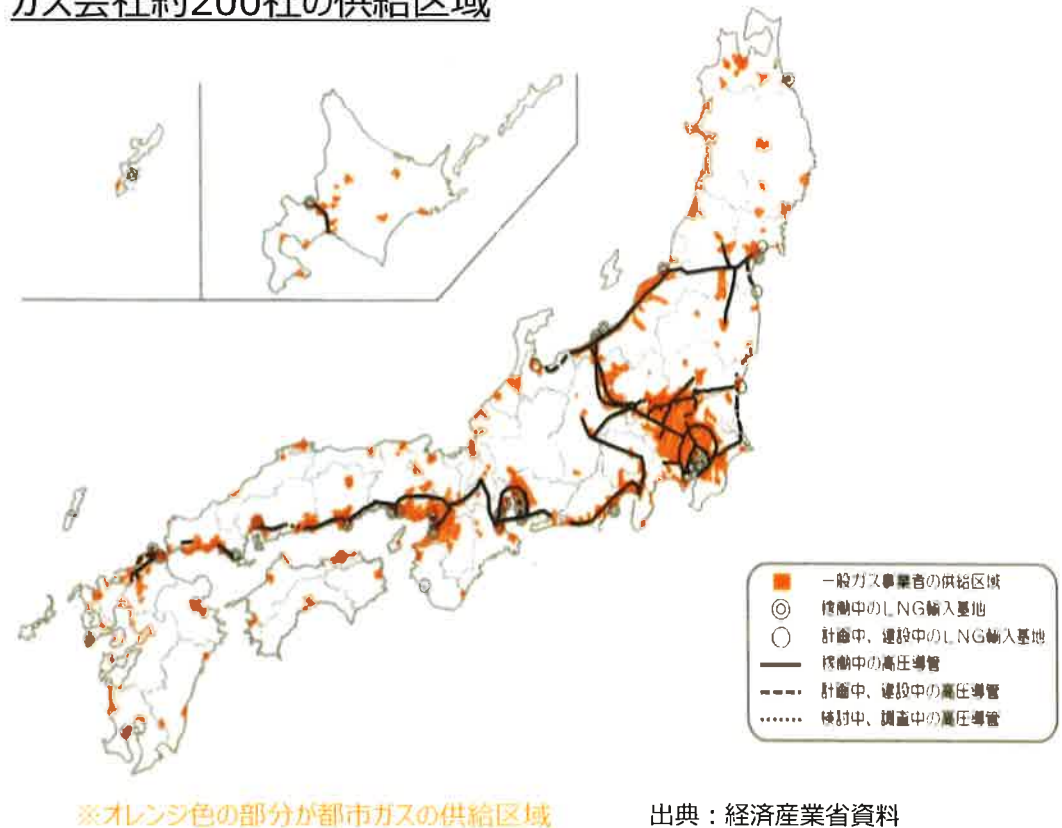 ガス会社約200社の供給区域
一般ガス事業者の供給区域
稼働中のLNG輸入基地
計画中、建設中のLNG輸入基地
稼働中の高圧導管
計画中、建設中の高圧導管
検討中、調査中の高圧導管
※オレンジ色の部分が都市ガスの供給区域
出典：経済産業省資料